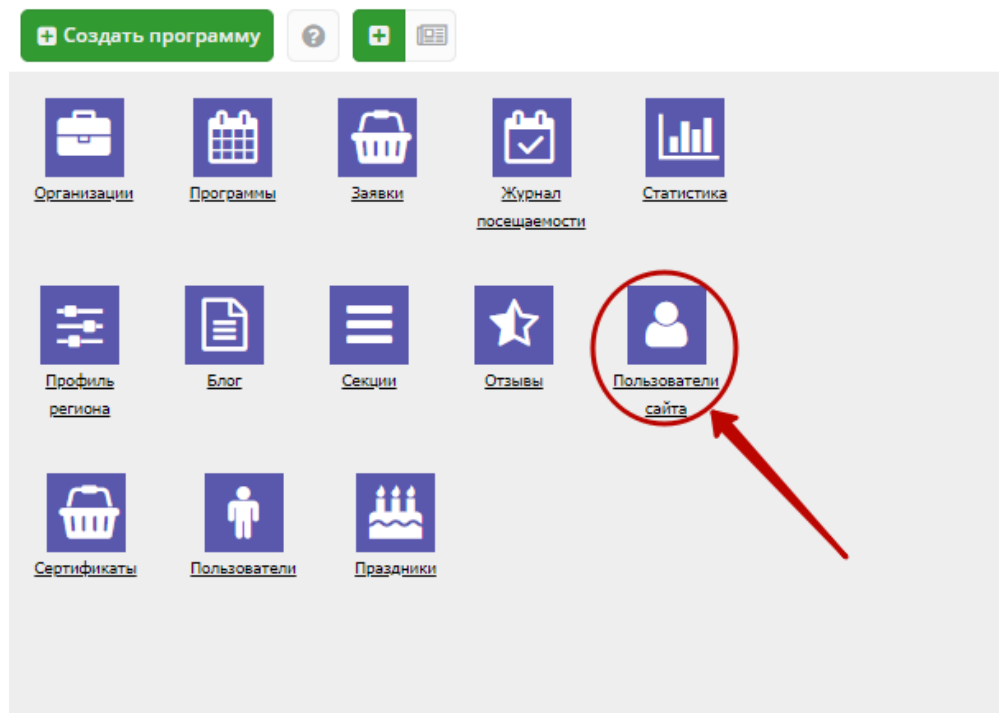 Создать программу
Организации
Программы
Заявки
Журнал
посещаемости
Статистика
Профиль
региона
Блог
Секции
Отзывы
Пользователи
сайта
Сертификаты
Пользователи
Праздники